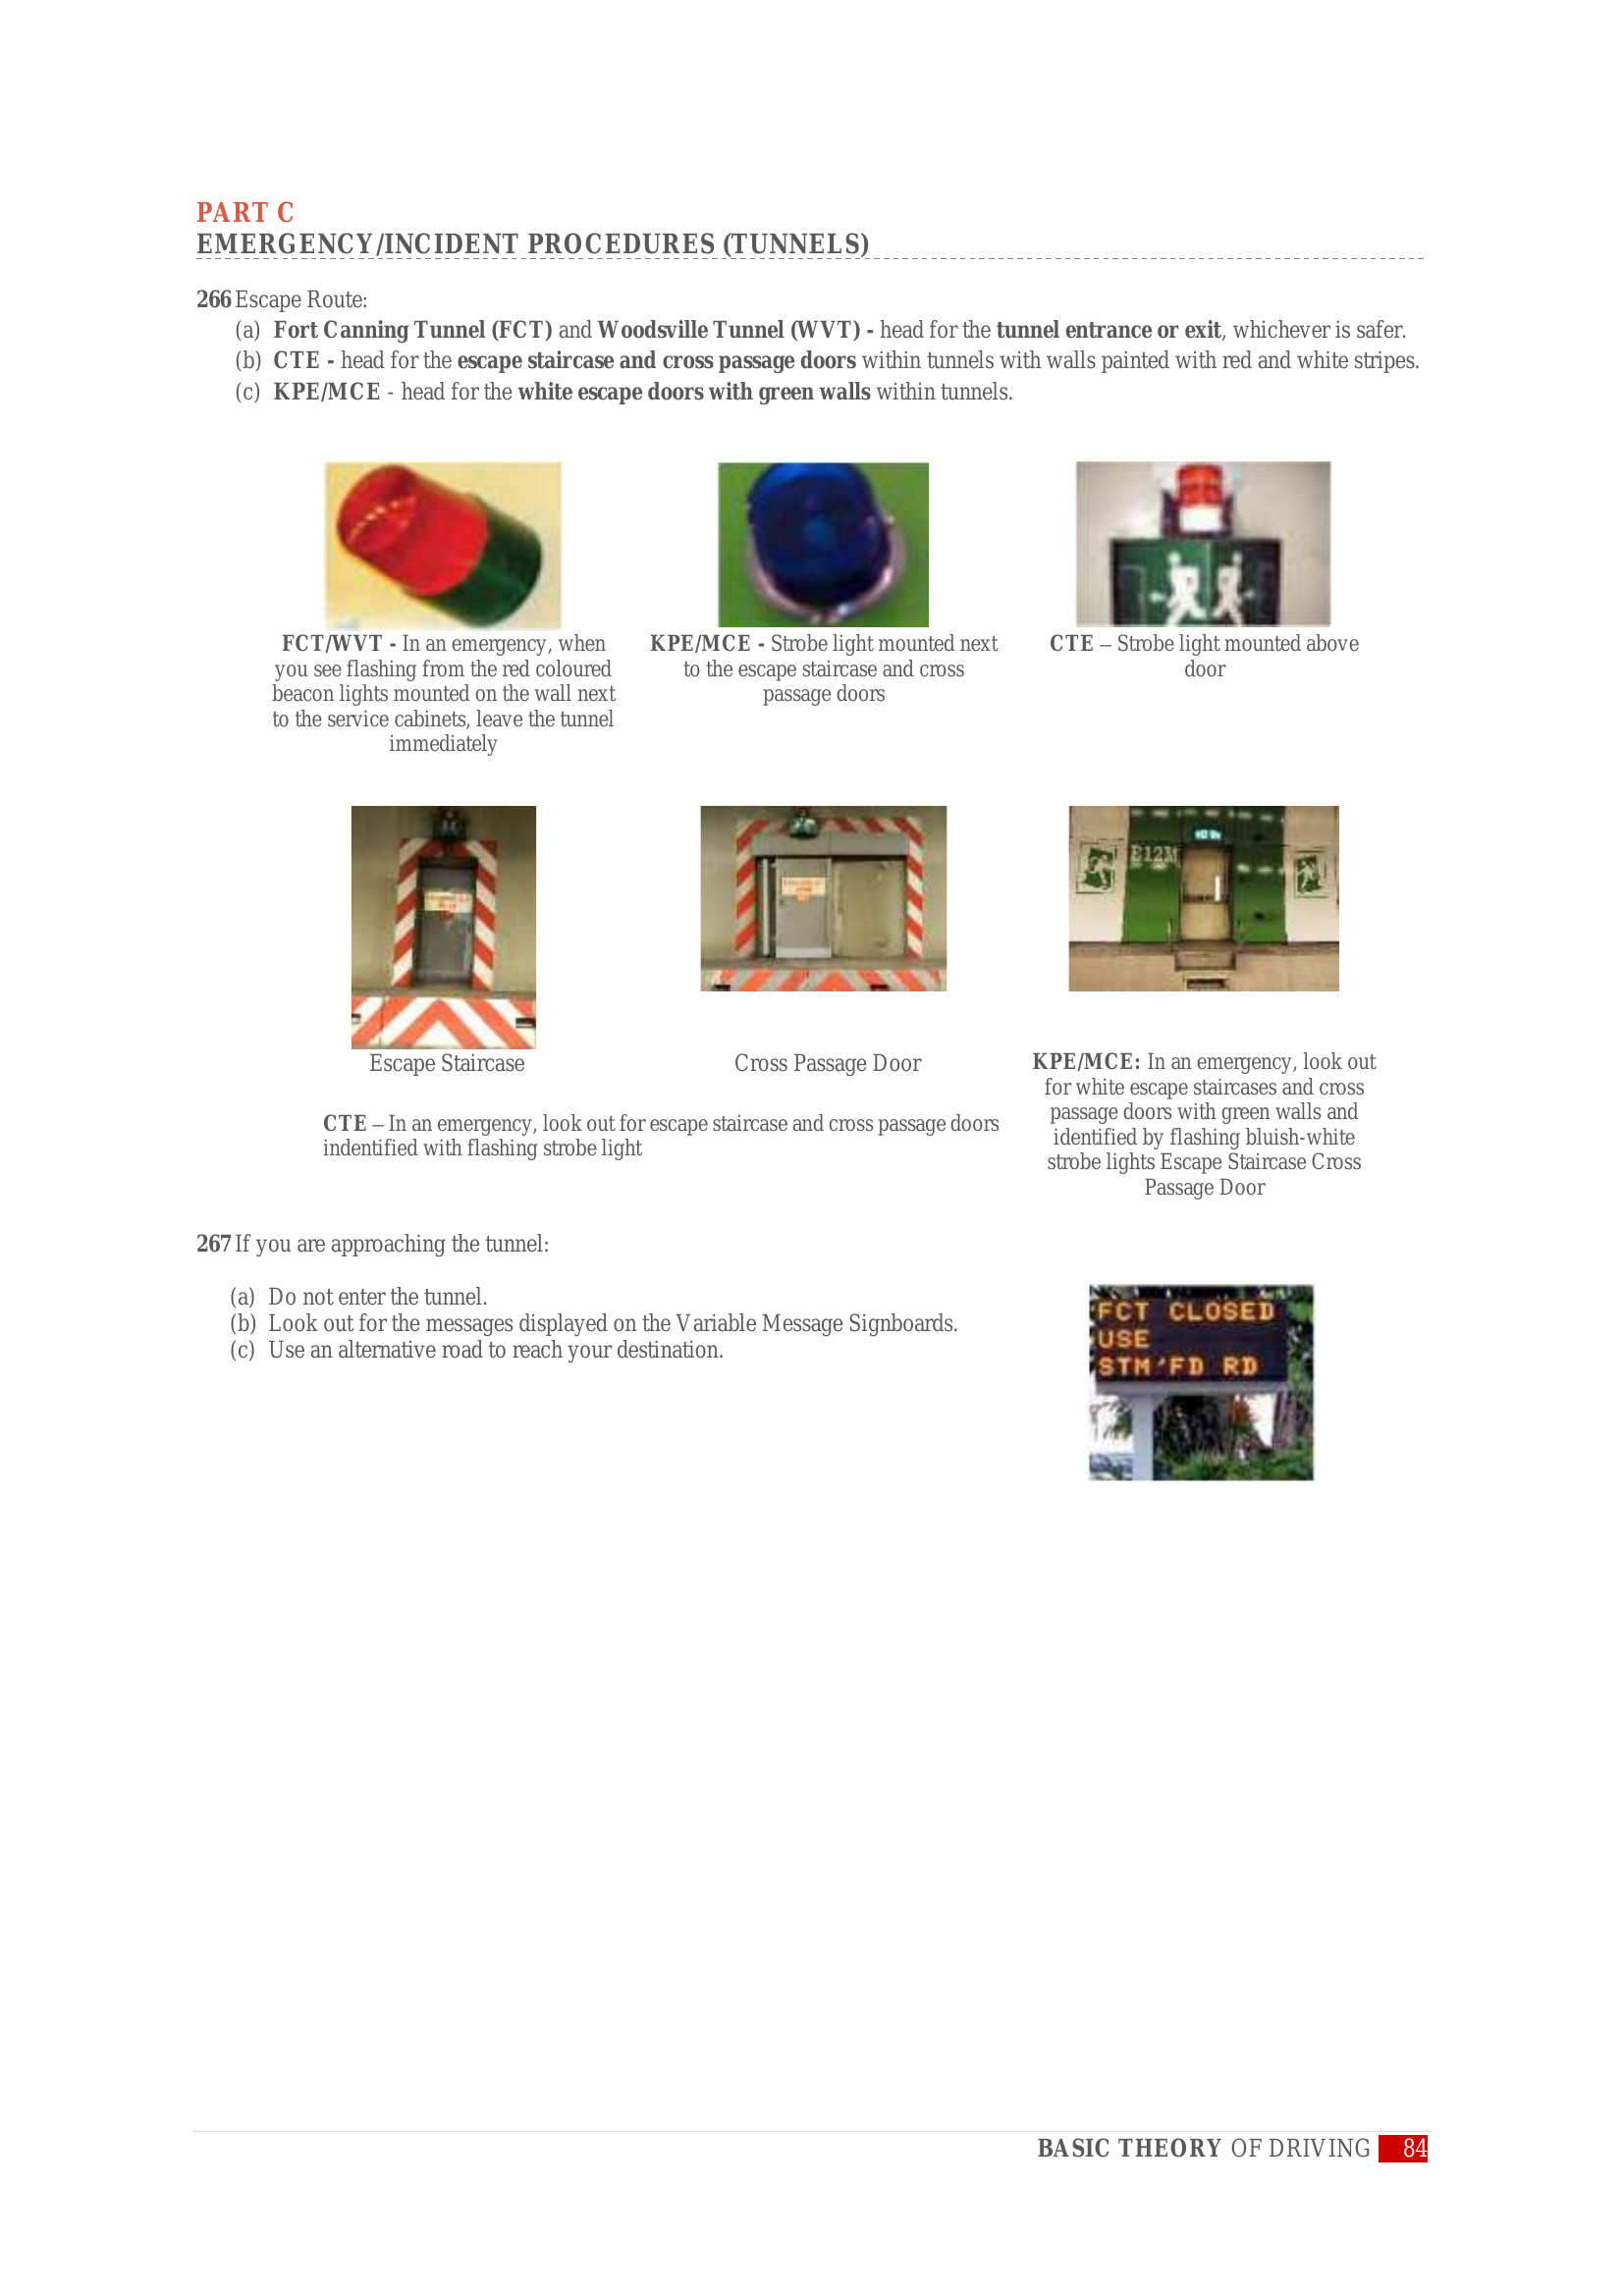 PART C
EMERGENCY/INCIDENT PROCEDURES (TUNNELS)
266 Escape Route:
(a) Fort Canning Tunnel (FCT) and Woodsville Tunnel (WVT) - head for the tunnel entrance or exit, whichever is safer.
(b) CTE - head for the escape staircase and cross passage doors within tunnels with walls painted with red and white stripes.
(c) KPE/MCE - head for the white escape doors with green walls within tunnels.
FCT/WVT - In an emergency, when
you see flashing from the red coloured
beacon lights mounted on the wall next
to the service cabinets, leave the tunnel
immediately
KPE/MCE - Strobe light mounted next
to the escape staircase and cross
passage doors
CTE – Strobe light mounted above
door
E12M
Escape Staircase
Cross Passage Door
CTE – In an emergency, look out for escape staircase and cross passage doors
indentified with flashing strobe light
KPE/MCE: In an emergency, look out
for white escape staircases and cross
passage doors with green walls and
identified by flashing bluish-white
strobe lights Escape Staircase Cross
Passage Door
267 If you are approaching the tunnel:
(a) Do not enter the tunnel.
(b) Look out for the messages displayed on the Variable Message Signboards.
(c) Use an alternative road to reach your destination.
FCT CLOSED
USE
STM'FD RD
BASIC THEORY OF DRIVING 84